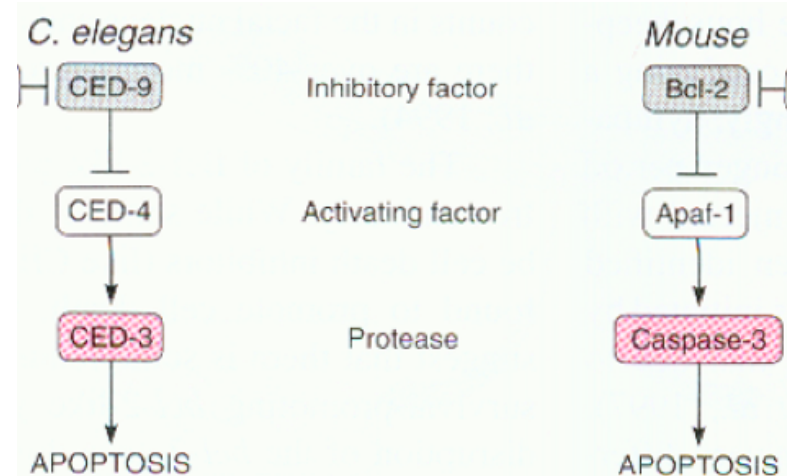 C. elegans Mouse
CED-9 Inhibitory factor Bcl-2
CED-4 Activating factor Apaf-1
CED-3 Protease Caspase-3
APOPTOSIS APOPTOSIS